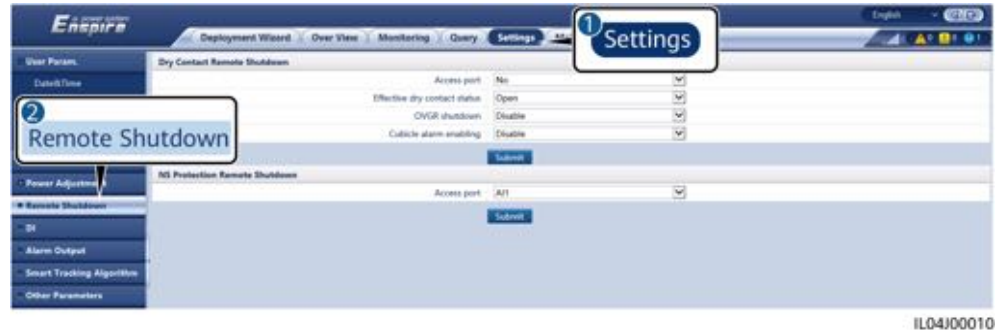 Enspire
English
Deployment Wizard
Over View
Monitoring
Query
Settings
1
Settings
User Param.
Date&Time
2
Remote Shutdown
Power Adjustment
Remote Shutdown
DI
Alarm Output
Smart Tracking Algorithm
Other Parameters
Dry Contact Remote Shutdown
Access port No
Effective dry contact status Open
OVGR shutdown Disable
Cubicle alarm enabling Disable
Submit
NS Protection Remote Shutdown
Access port AI1
Submit
IL04J00010